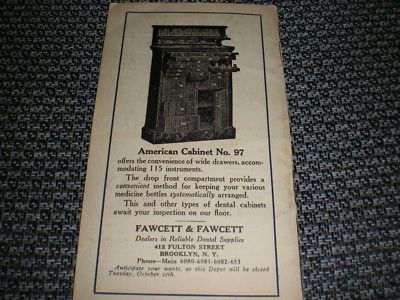 American Cabinet No. 97
offers the convenience of wide drawers, accom-
modating 115 instruments.
The drop front compartment provides a
convenient method for keeping your various
medicine bottles systematically arranged.
This and other types of dental cabinets
await your inspection on our floor.
FAWCETT & FAWCETT
Dealers in Reliable Dental Supplies
412 FULTON STREET
BROOKLYN, N. Y.
Phone—Main 6080-6081-6082-653
Anticipate your wants, as this Depot will be closed
Tuesday, October 12th.